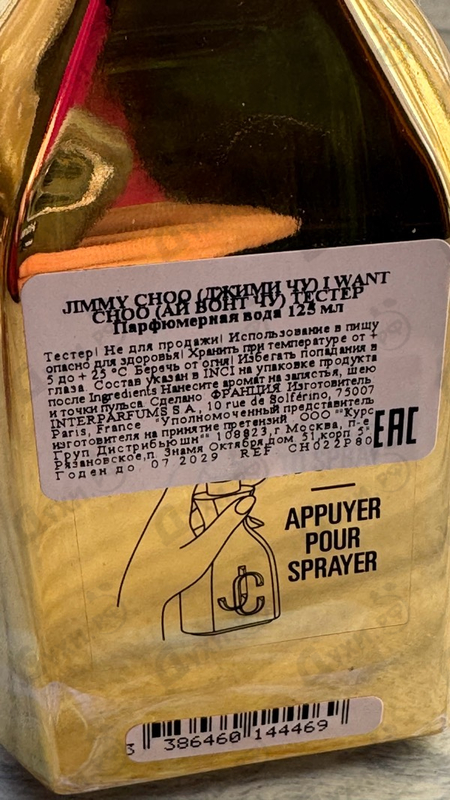 JIMMY CHOO (ДЖИМИ ЧУ) I WANT
CHOO (АЙ ВОНТ ЧУ) ТЕСТЕР
Парфюмерная вода 125 мл
Тестер! Не для продажи! Использование в пищу
опасно для здоровья! Хранить при температуре от +
5 до + 25 °C Беречь от огня! Избегать попадания в
глаза. Состав указан в INCI на упаковке продукта
после Ingredients Нанесите аромат на запястья, шею
и точки пульса. Сделано ФРАНЦИЯ Изготовитель
INTERPARFUMS S.A., 10 rue de Solférino, 75007
Paris, France "Уполномоченный представитель
изготовителя на принятие претензий ООО ""Курс
Груп Дистрибьюшн"" 108823, г Москва, п-е
Рязановское,п. Знамя Октября,дом 51,корп 5"
Годен до 07 2029 REF CH022P80
EAC
APPUYER
POUR
SPRAYER
JC
3 386460 144469